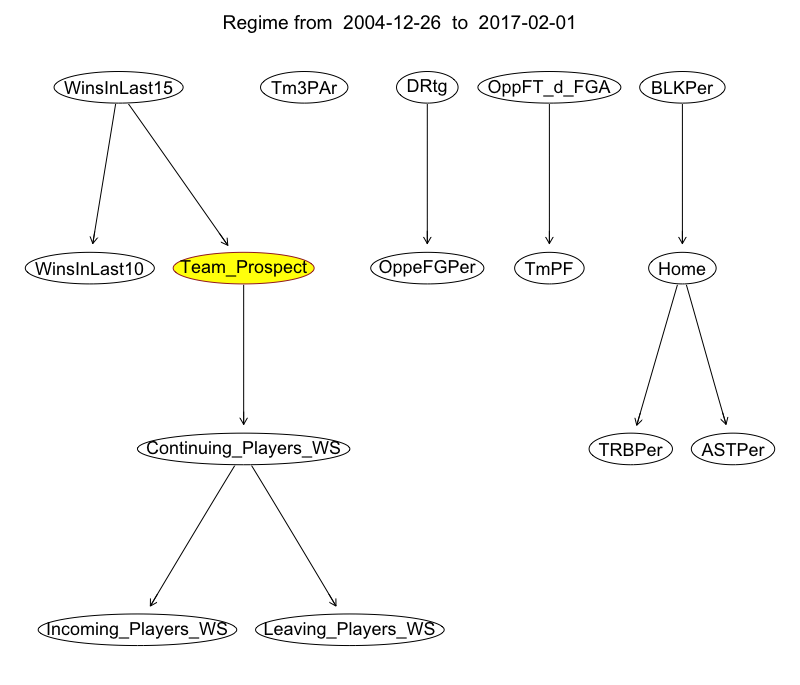 Regime from 2004-12-26 to 2017-02-01
WinsInLast15
Tm3PAr
DRtg
OppFT_d_FGA
BLKPer
WinsInLast10
Team_Prospect
OppeFGPer
TmPF
Home
Continuing_Players_WS
TRBPer
ASTPer
Incoming_Players_WS
Leaving_Players_WS